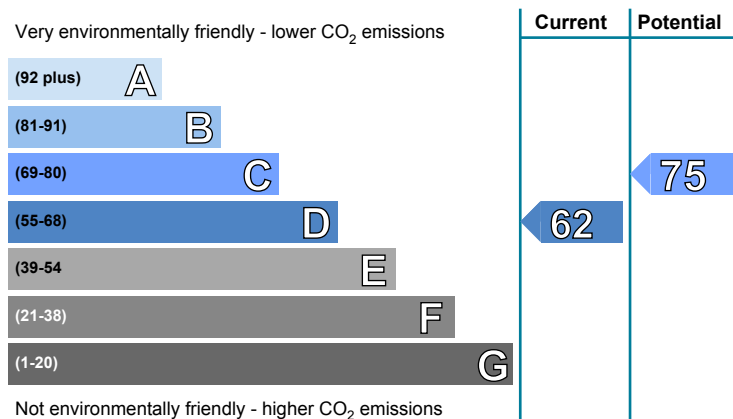 Current Potential
Very environmentally friendly - lower CO2 emissions
(92 plus) A
(81-91) B
(69-80) C 75
(55-68) D 62
(39-54 E
(21-38) F
(1-20) G
Not environmentally friendly - higher CO2 emissions